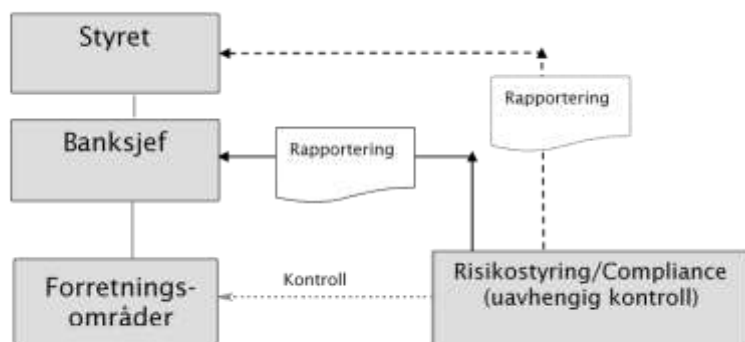 Styret
Rapportering
Banksjef
Rapportering
Forretnings-
områder
Kontroll
Risikostyring/Compliance
(uavhengig kontroll)